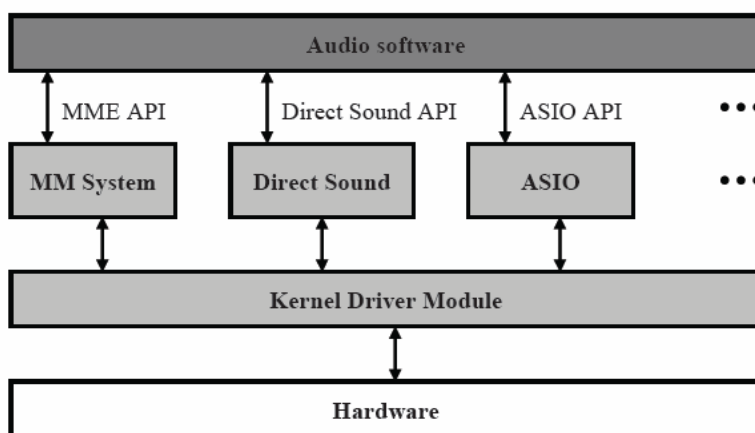 Audio software
MME API
Direct Sound API
ASIO API
•••
MM System
Direct Sound
ASIO
•••
Kernel Driver Module
Hardware